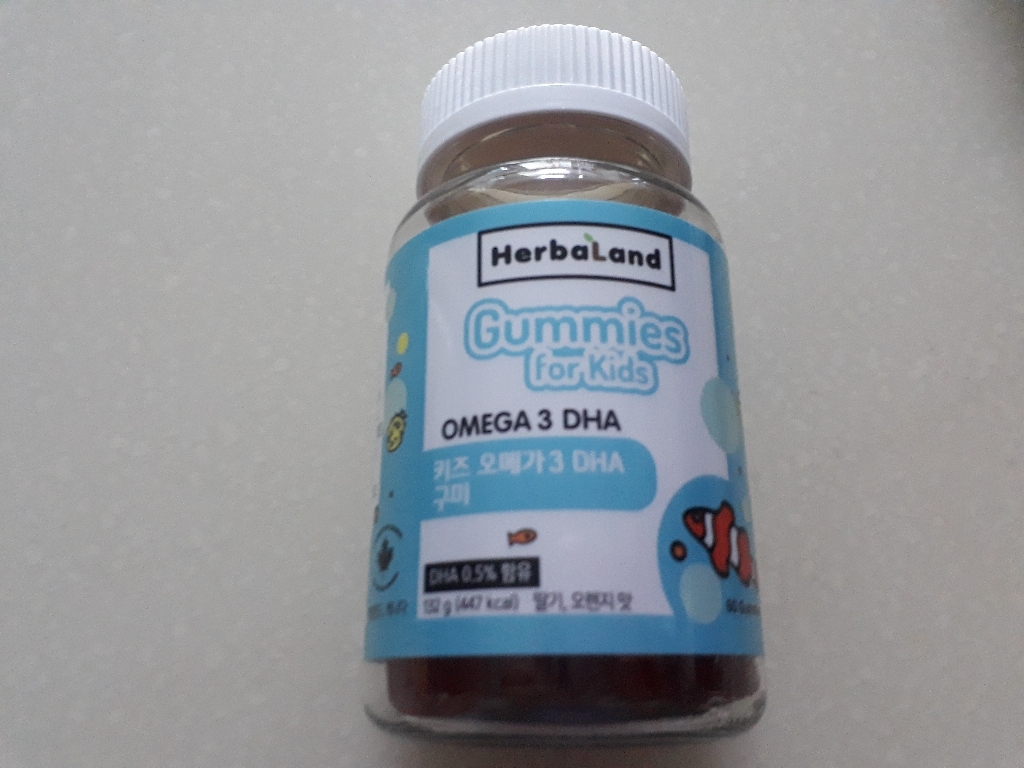 HerbaLand
Gummies
for Kids
OMEGA 3 DHA
키즈 오메가 3 DHA
구미
DHA 0.5% 함유
132 g (447 kcal) 딸기, 오렌지 맛